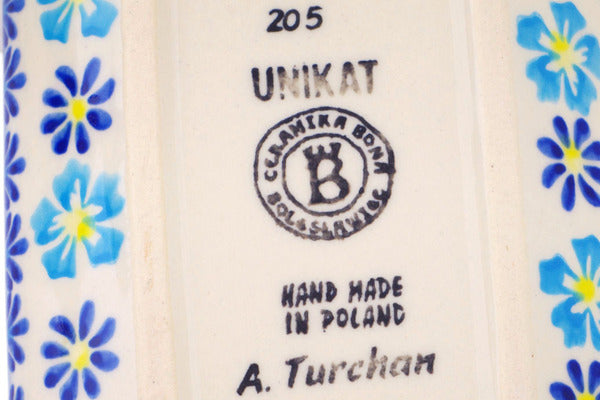 205
UNIKAT
CERAMIKA BONA
B
BOLESŁAWIEC
HAND MADE
IN POLAND
A. Turchan